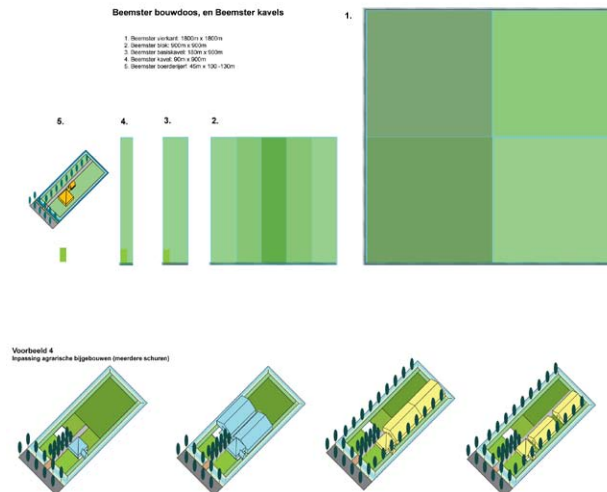 Beemster bouwdoos, en Beemster kavels
1. Beemster vierkant: 1800m x 1800m
2. Beemster blok: 900m x 900m
3. Beemster basiskavel: 180m x 900m
4. Beemster kavel: 90m x 900m
5. Beemster boerderijerf: 45m x 100 -130m
1.
5.
4.
3.
2.
Voorbeeld 4
Inpassing agrarische bijgebouwen (meerdere schuren)